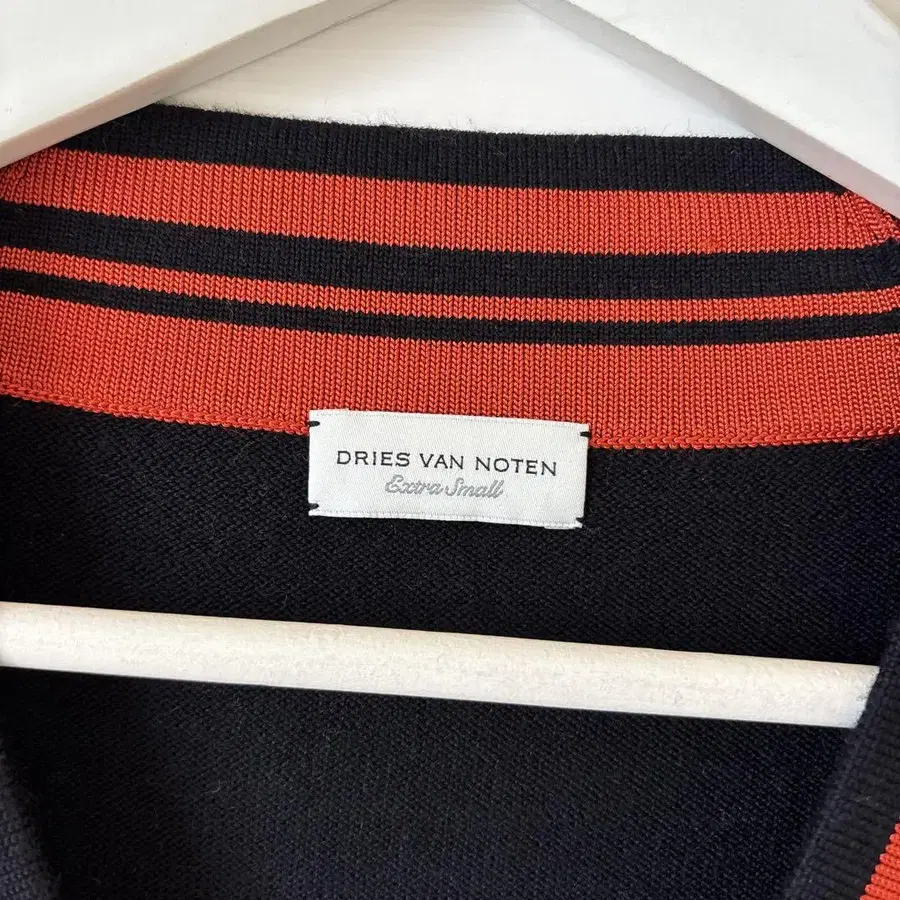 DRIES VAN NOTEN
Extra Small